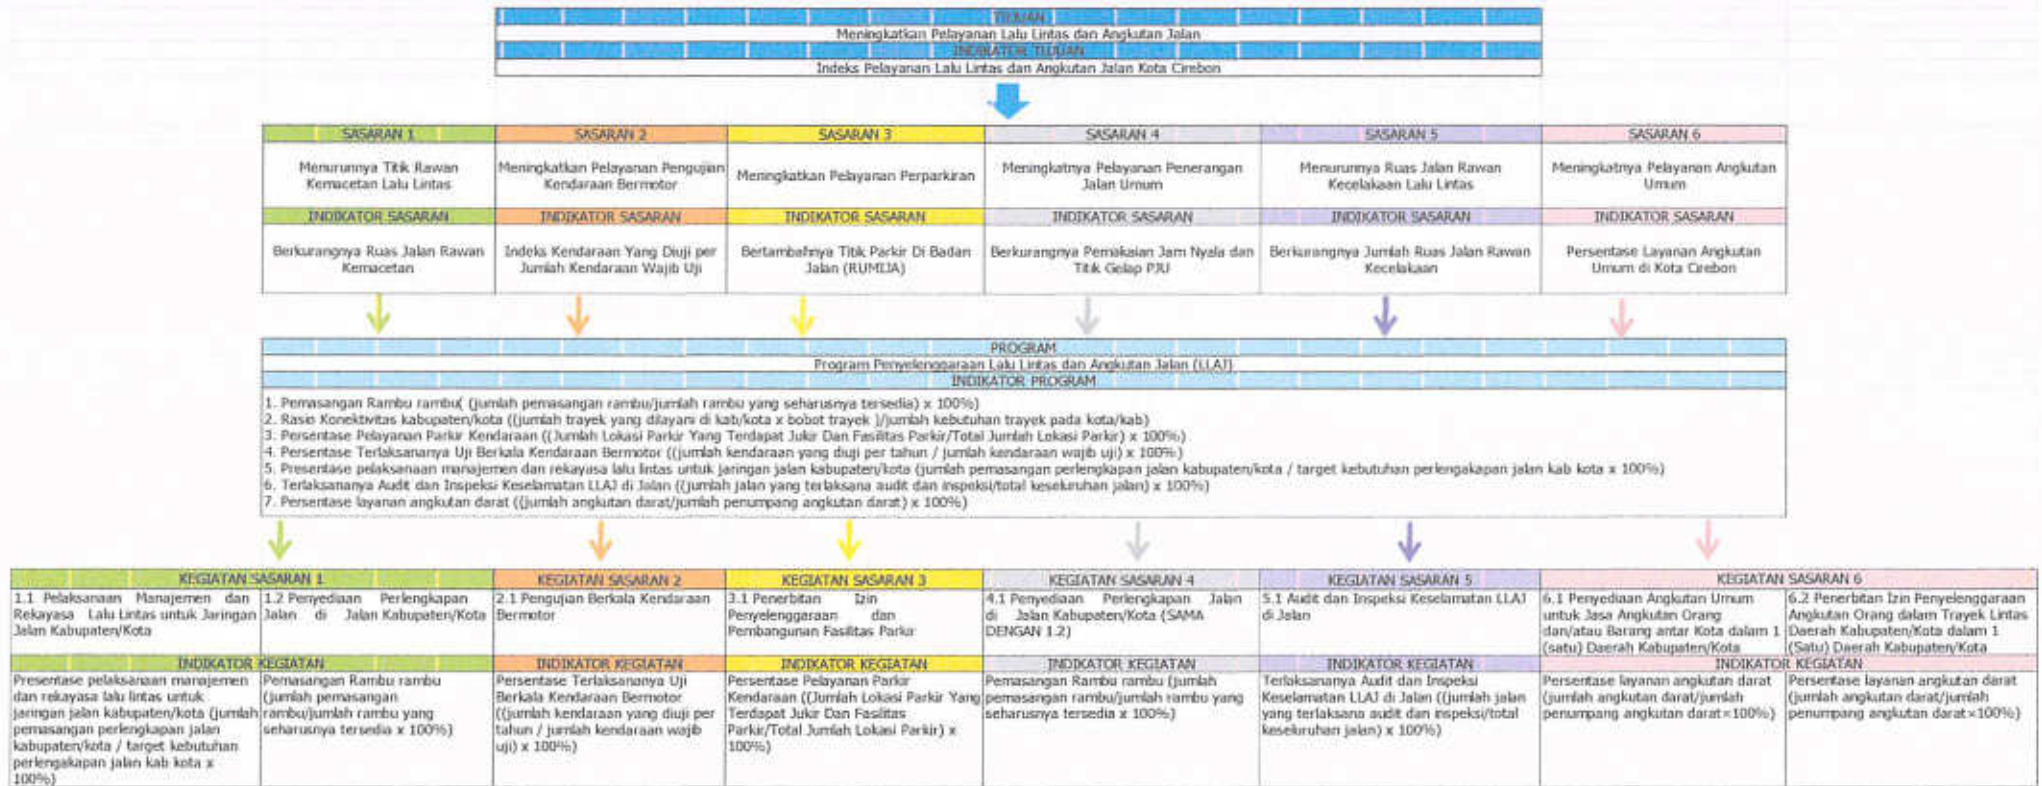 TUJUAN
Meningkatkan Pelayanan Lalu Lintas dan Angkutan Jalan
INDIKATOR TUJUAN
Indeks Pelayanan Lalu Lintas dan Angkutan Jalan Kota Cirebon
SASARAN 1
Menurunnya Titik Rawan
Kemacetan Lalu Lintas
INDIKATOR SASARAN
Berkurangnya Ruas Jalan Rawan
Kemacetan
SASARAN 2
Meningkatkan Pelayanan Pengujian
Kendaraan Bermotor
INDIKATOR SASARAN
Indeks Kendaraan Yang Diuji per
Jumlah Kendaraan Wajib Uji
SASARAN 3
Meningkatkan Pelayanan Perparkiran
INDIKATOR SASARAN
Bertambahnya Titik Parkir Di Badan
Jalan (RUMIJA)
SASARAN 4
Meningkatnya Pelayanan Penerangan
Jalan Umum
INDIKATOR SASARAN
Berkurangnya Pemakaian Jam Nyala dan
Titik Gelap PJU
SASARAN 5
Menurunnya Ruas Jalan Rawan
Kecelakaan Lalu Lintas
INDIKATOR SASARAN
Berkurangnya Jumlah Ruas Jalan Rawan
Kecelakaan
SASARAN 6
Meningkatnya Pelayanan Angkutan
Umum
INDIKATOR SASARAN
Persentase Layanan Angkutan
Umum di Kota Cirebon
PROGRAM
Program Penyelenggaraan Lalu Lintas dan Angkutan Jalan (LLAJ)
INDIKATOR PROGRAM
1. Pemasangan Rambu rambu( (jumlah pemasangan rambu/jumlah rambu yang seharusnya tersedia) x 100%)
2. Rasio Konektivitas kabupaten/kota ((jumlah trayek yang dilayani di kab/kota x bobot trayek )/jumlah kebutuhan trayek pada kota/kab)
3. Persentase Pelayanan Parkir Kendaraan ((Jumlah Lokasi Parkir Yang Terdapat Jukir Dan Fasilitas Parkir/Total Jumlah Lokasi Parkir) x 100%)
4. Persentase Terlaksananya Uji Berkala Kendaraan Bermotor ((jumlah kendaraan yang diuji per tahun / jumlah kendaraan wajib uji) x 100%)
5. Presentase pelaksanaan manajemen dan rekayasa lalu lintas untuk jaringan jalan kabupaten/kota (jumlah pemasangan perlengkapan jalan kabupaten/kota / target kebutuhan perlengakapan jalan kab kota x 100%)
6. Terlaksananya Audit dan Inspeksi Keselamatan LLAJ di Jalan ((jumlah jalan yang terlaksana audit dan inspeksi/total keseluruhan jalan) x 100%)
7. Persentase layanan angkutan darat ((jumlah angkutan darat/jumlah penumpang angkutan darat) x 100%)
KEGIATAN SASARAN 1
1.1 Pelaksanaan Manajemen dan
Rekayasa Lalu Lintas untuk Jaringan
Jalan Kabupaten/Kota
1.2 Penyediaan Perlengkapan
Jalan di Jalan Kabupaten/Kota
INDIKATOR KEGIATAN
Presentase pelaksanaan manajemen
dan rekayasa lalu lintas untuk
jaringan jalan kabupaten/kota (jumlah
pemasangan perlengkapan jalan
kabupaten/kota / target kebutuhan
perlengakapan jalan kab kota x
100%)
Pemasangan Rambu rambu
(jumlah pemasangan
rambu/jumlah rambu yang
seharusnya tersedia x 100%)
KEGIATAN SASARAN 2
2.1 Pengujian Berkala Kendaraan
Bermotor
INDIKATOR KEGIATAN
Persentase Terlaksananya Uji
Berkala Kendaraan Bermotor
((jumlah kendaraan yang diuji per
tahun / jumlah kendaraan wajib
uji) x 100%)
KEGIATAN SASARAN 3
3.1 Penerbitan Izin
Penyelenggaraan dan
Pembangunan Fasilitas Parkir
INDIKATOR KEGIATAN
Persentase Pelayanan Parkir
Kendaraan ((Jumlah Lokasi Parkir Yang
Terdapat Jukir Dan Fasilitas
Parkir/Total Jumlah Lokasi Parkir) x
100%)
KEGIATAN SASARAN 4
4.1 Penyediaan Perlengkapan Jalan
di Jalan Kabupaten/Kota (SAMA
DENGAN 1.2)
INDIKATOR KEGIATAN
Pemasangan Rambu rambu (jumlah
pemasangan rambu/jumlah rambu yang
seharusnya tersedia x 100%)
KEGIATAN SASARAN 5
5.1 Audit dan Inspeksi Keselamatan LLAJ
di Jalan
INDIKATOR KEGIATAN
Terlaksananya Audit dan Inspeksi
Keselamatan LLAJ di Jalan ((jumlah jalan
yang terlaksana audit dan inspeksi/total
keseluruhan jalan) x 100%)
KEGIATAN SASARAN 6
6.1 Penyediaan Angkutan Umum
untuk Jasa Angkutan Orang
dan/atau Barang antar Kota dalam 1
(satu) Daerah Kabupaten/Kota
6.2 Penerbitan Izin Penyelenggaraan
Angkutan Orang dalam Trayek Lintas
Daerah Kabupaten/Kota dalam 1
(Satu) Daerah Kabupaten/Kota
INDIKATOR KEGIATAN
Persentase layanan angkutan darat
(jumlah angkutan darat/jumlah
penumpang angkutan darat×100%)
Persentase layanan angkutan darat
(jumlah angkutan darat/jumlah
penumpang angkutan darat×100%)